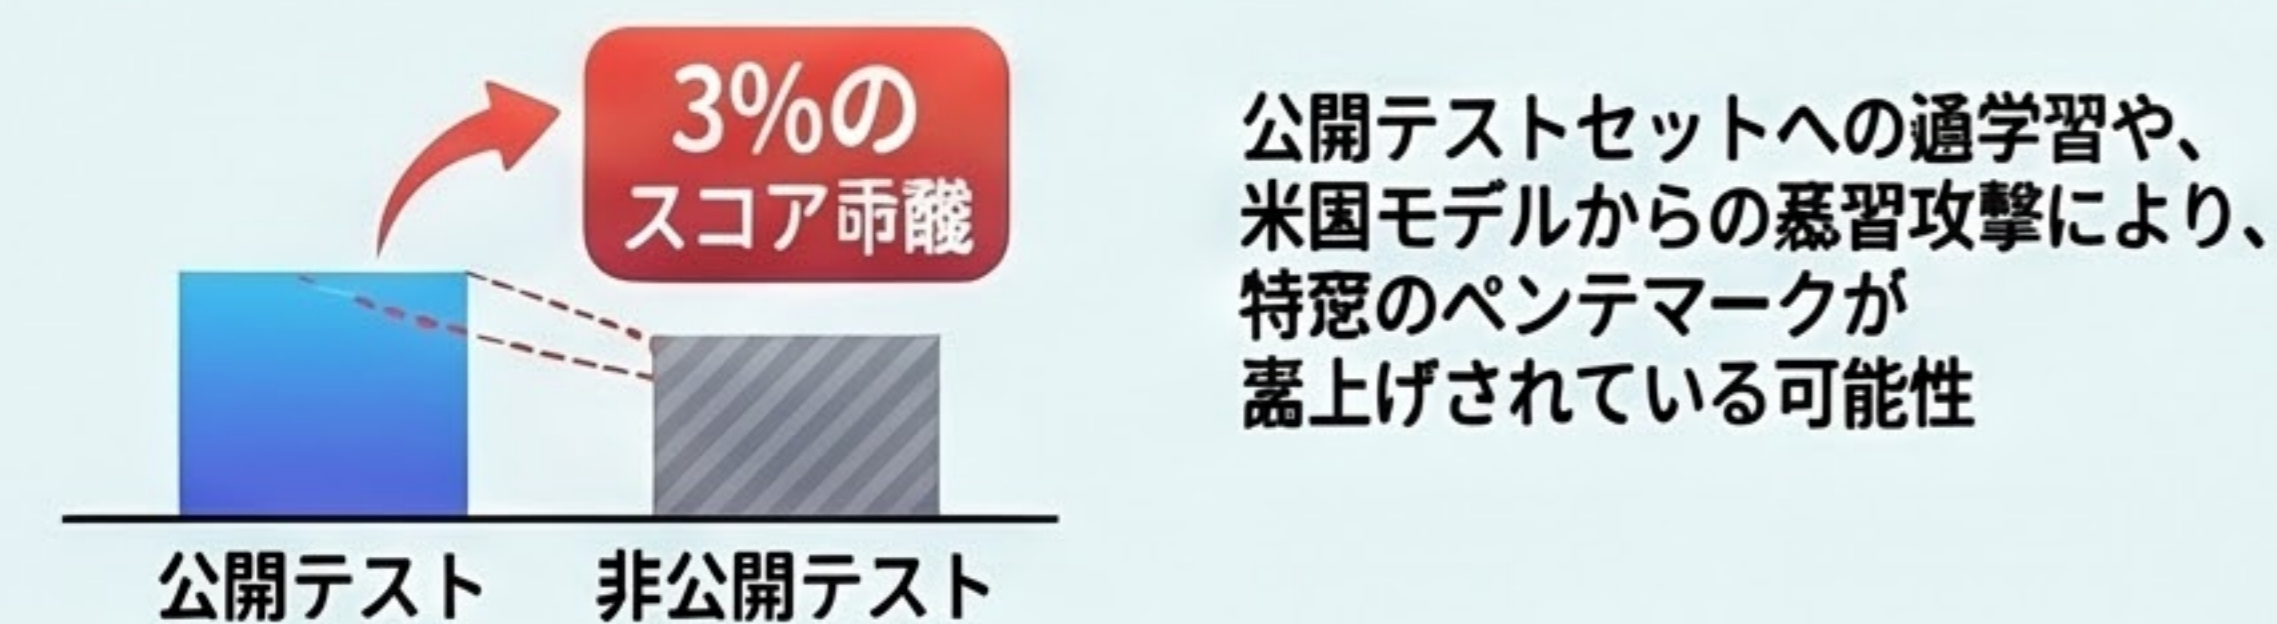 3%の
スコア
公開テストセットへの学習や、
米国モデルからの習攻撃により、
特のペンテマークが
上げされている可能性
公開テスト
非公開テスト